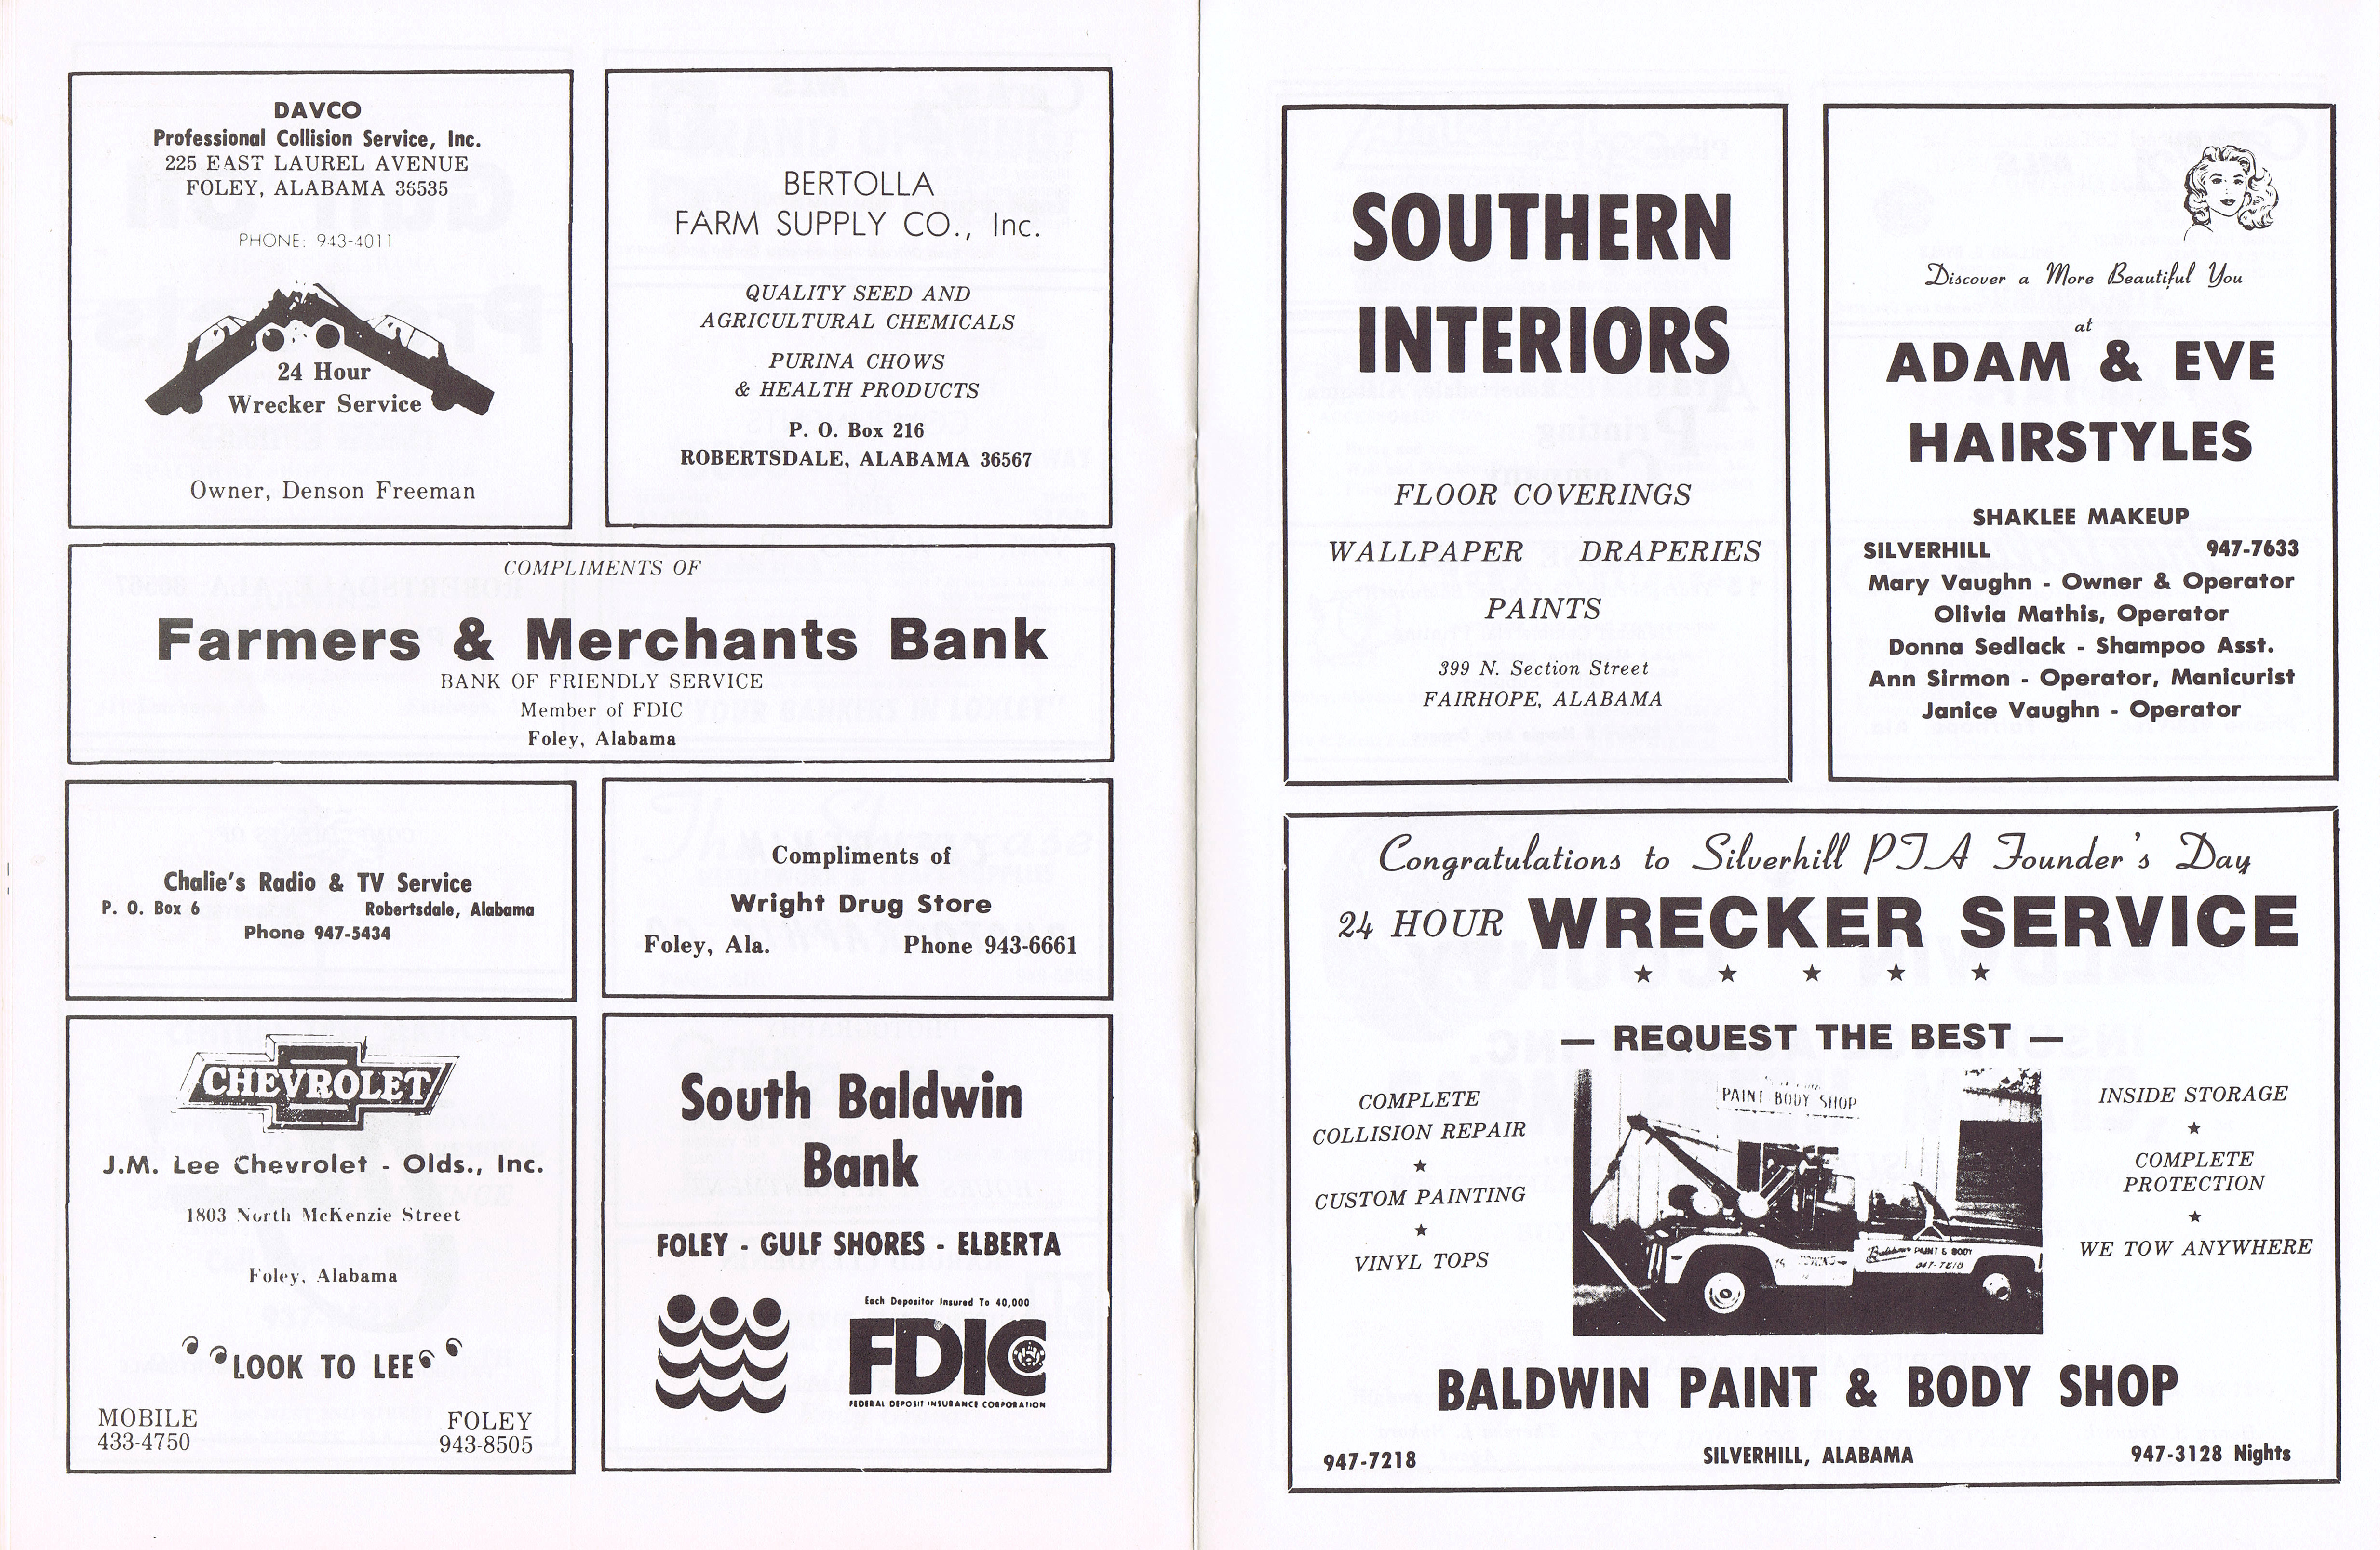 DAVCO
Professional Collision Service, Inc.
225 EAST LAUREL AVENUE
FOLEY, ALABAMA 36535
PHONE: 943-4011
24 Hour
Wrecker Service
Owner, Denson Freeman
BERTOLLA
FARM SUPPLY CO., Inc.
QUALITY SEED AND
AGRICULTURAL CHEMICALS
PURINA CHOWS
& HEALTH PRODUCTS
P. O. Box 216
ROBERTSDALE, ALABAMA 36567
COMPLIMENTS OF
Farmers & Merchants Bank
BANK OF FRIENDLY SERVICE
Member of FDIC
Foley, Alabama
Chalie's Radio & TV Service
P. O. Box 6 Robertsdale, Alabama
Phone 947-5434
Compliments of
Wright Drug Store
Foley, Ala. Phone 943-6661
CHEVROLET
J.M. Lee Chevrolet - Olds., Inc.
1803 North McKenzie Street
Foley, Alabama
LOOK TO LEE
MOBILE FOLEY
433-4750 943-8505
South Baldwin
Bank
FOLEY - GULF SHORES - ELBERTA
Each Depositor Insured To 40,000
FDIC
FEDERAL DEPOSIT INSURANCE CORPORATION
SOUTHERN
INTERIORS
FLOOR COVERINGS
WALLPAPER DRAPERIES
PAINTS
399 N. Section Street
FAIRHOPE, ALABAMA
Discover a More Beautiful You
at
ADAM & EVE
HAIRSTYLES
SHAKLEE MAKEUP
SILVERHILL 947-7633
Mary Vaughn - Owner & Operator
Olivia Mathis, Operator
Donna Sedlack - Shampoo Asst.
Ann Sirmon - Operator, Manicurist
Janice Vaughn - Operator
Congratulations to Silverhill PTA Founder's Day
24 HOUR WRECKER SERVICE
— REQUEST THE BEST —
COMPLETE
COLLISION REPAIR
CUSTOM PAINTING
VINYL TOPS
PAINT BODY SHOP
Baldwin PAINT & BODY
947-7218
INSIDE STORAGE
COMPLETE
PROTECTION
WE TOW ANYWHERE
BALDWIN PAINT & BODY SHOP
947-7218 SILVERHILL, ALABAMA 947-3128 Nights